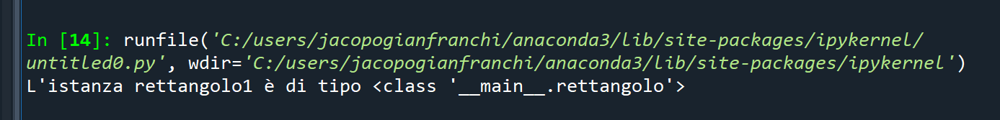 In [14]: runfile('C:/users/jacopogianfranchi/anaconda3/lib/site-packages/ipykernel/
untitled0.py', wdir='C:/users/jacopogianfranchi/anaconda3/lib/site-packages/ipykernel')
L'istanza rettangolo1 è di tipo <class '__main__.rettangolo'>